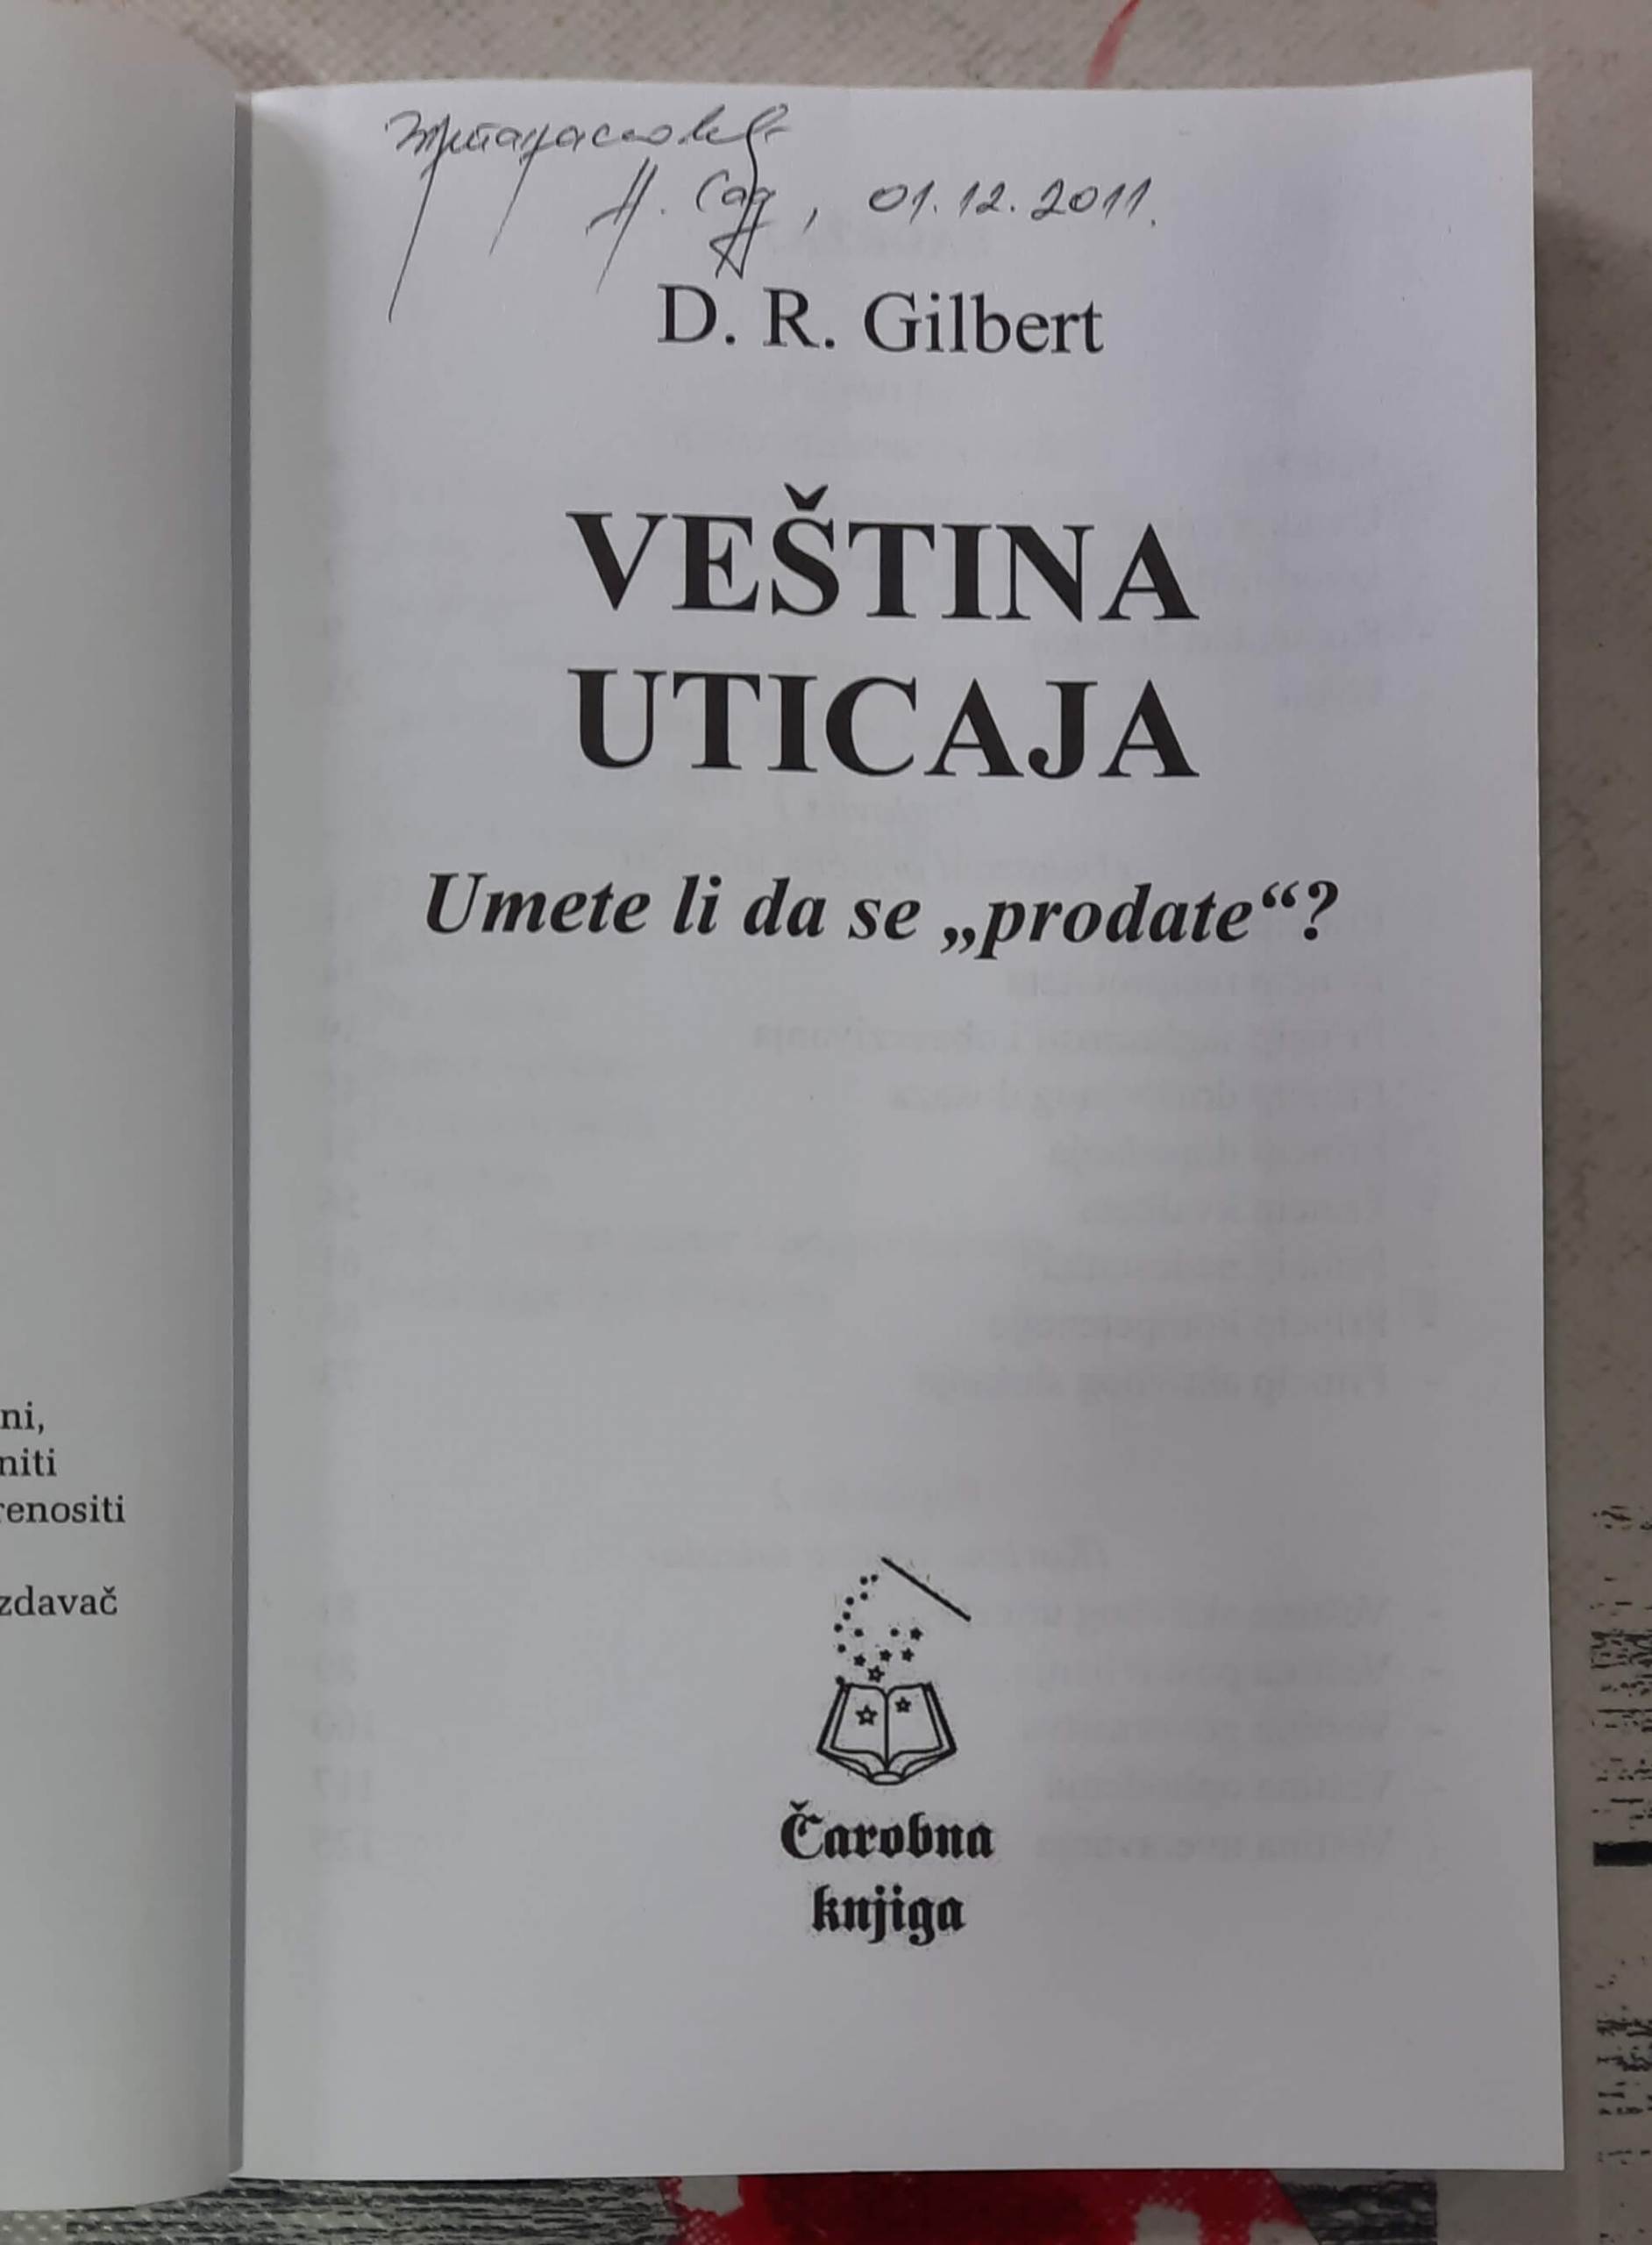 Н. Сад, 01.12.2011.
D. R. Gilbert
VEŠTINA
UTICAJA
Umete li da se „prodate“?
Čarobna
knjiga
ni,
niti
renositi
zdavač